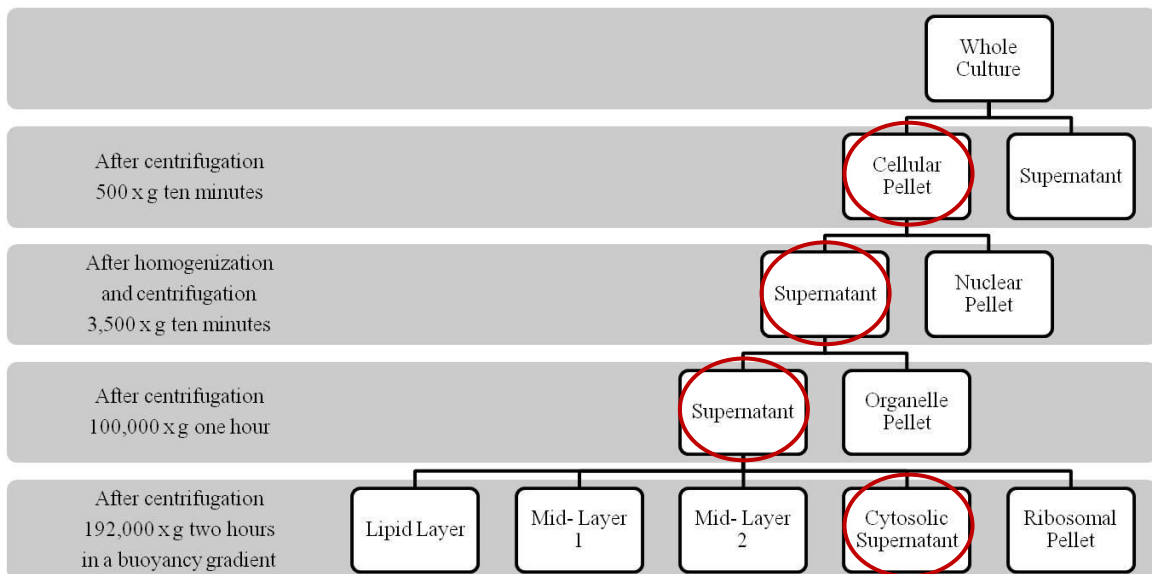 Whole
Culture
After centrifugation
500 x g ten minutes
Cellular
Pellet
Supernatant
After homogenization
and centrifugation
3,500 x g ten minutes
Supernatant
Nuclear
Pellet
After centrifugation
100,000 x g one hour
Supernatant
Organelle
Pellet
After centrifugation
192,000 x g two hours
in a buoyancy gradient
Lipid Layer
Mid- Layer
1
Mid- Layer
2
Cytosolic
Supernatant
Ribosomal
Pellet